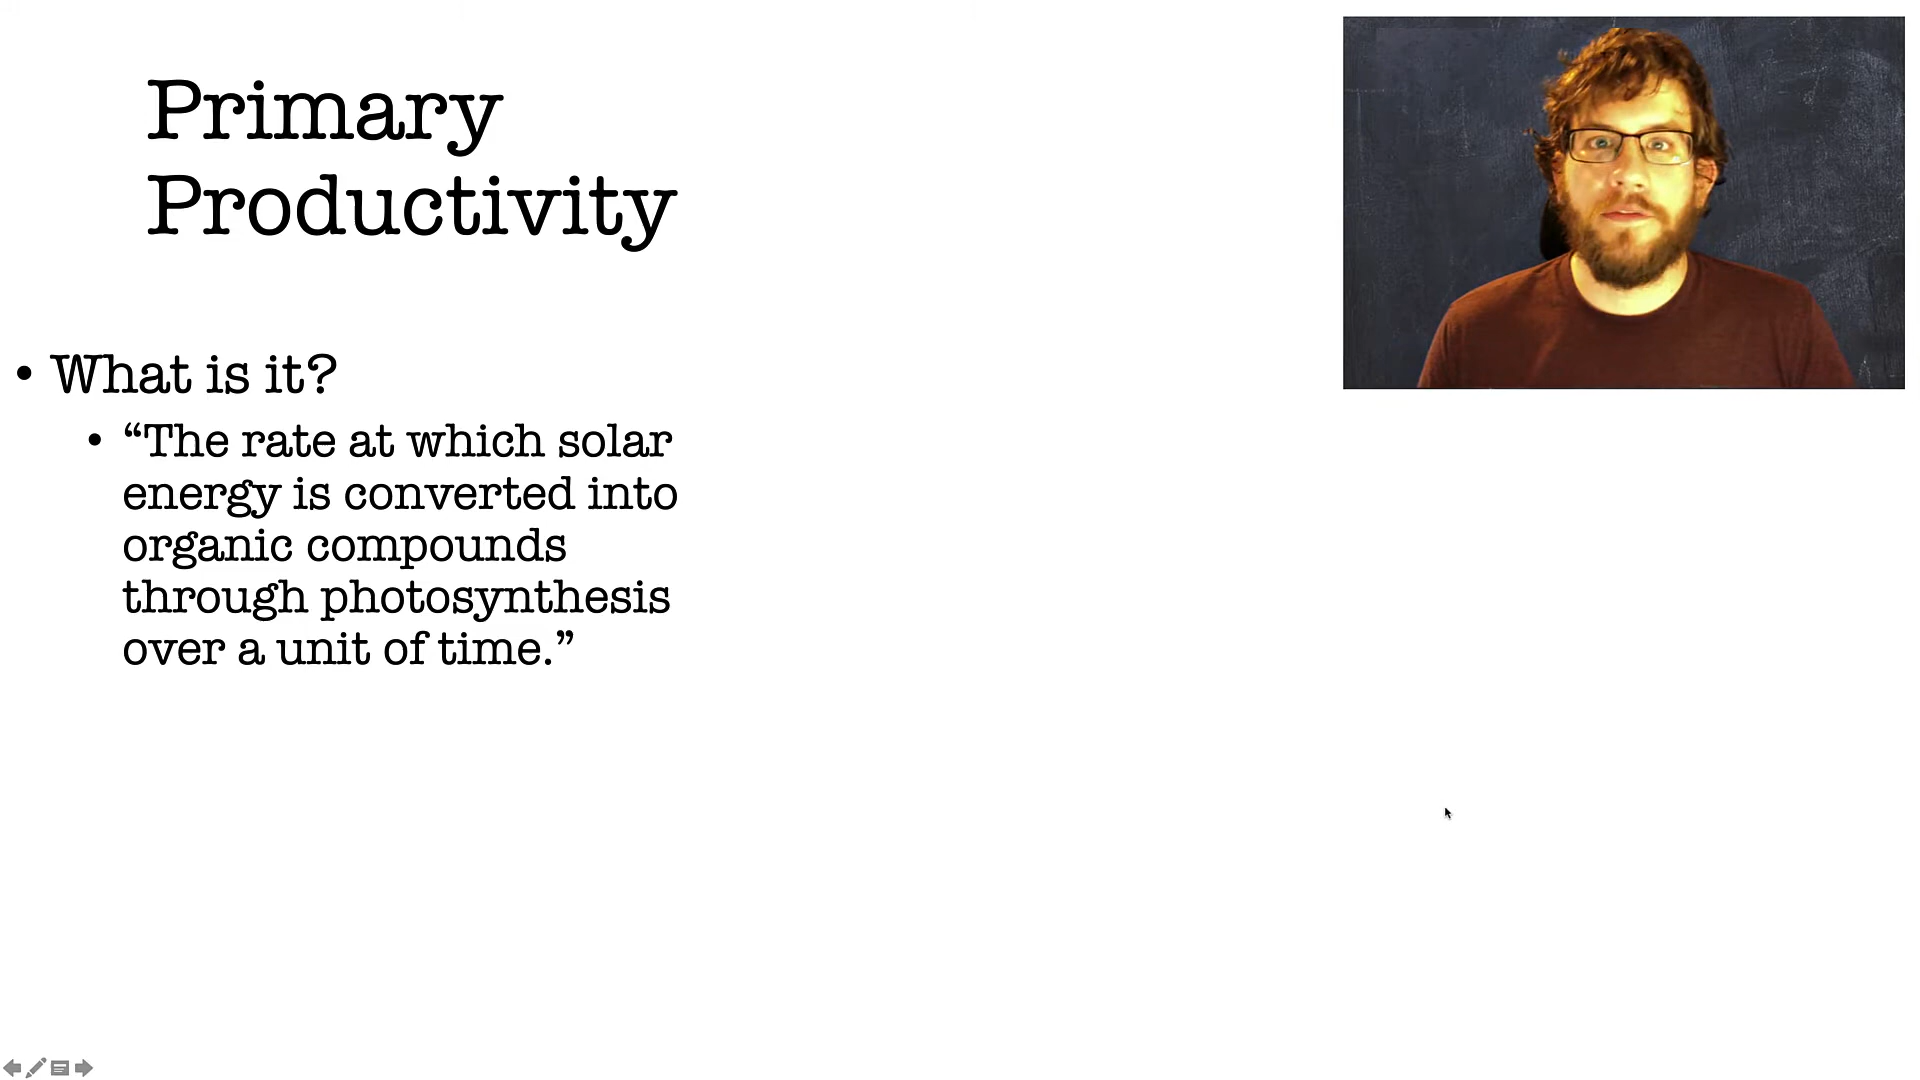 Primary
Productivity
• What is it?
• “The rate at which solar
energy is converted into
organic compounds
through photosynthesis
over a unit of time.”